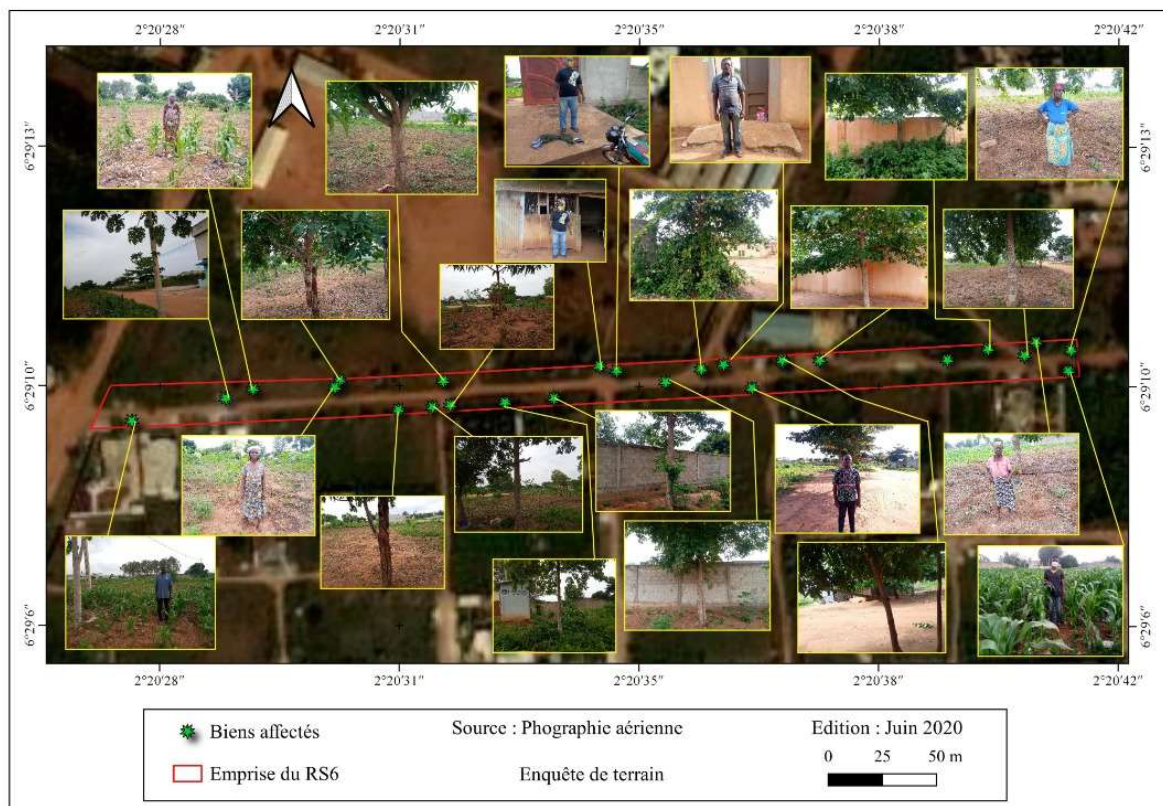 2°20′28″ 2°20′31″ 2°20′35″ 2°20′38″ 2°20′42″
6°29′13″ 6°29′13″
6°29′10″ 6°29′10″
6°29′6″ 6°29′6″
2°20′28″ 2°20′31″ 2°20′35″ 2°20′38″ 2°20′42″
Biens affectés Source : Phographie aérienne Edition : Juin 2020
0 25 50 m
Emprise du RS6 Enquête de terrain